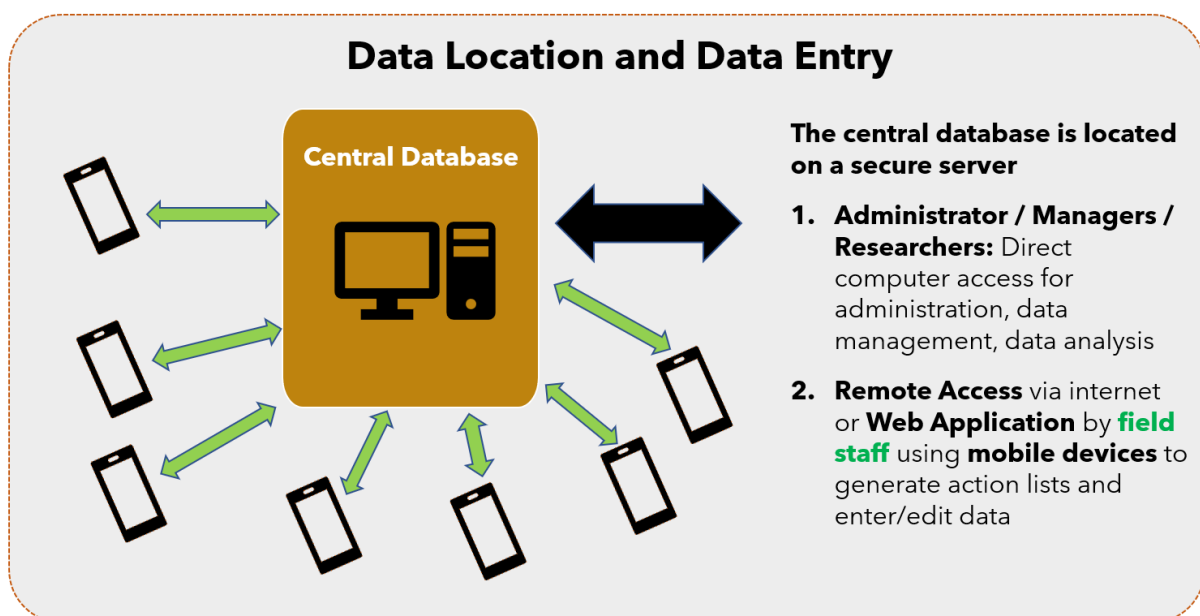 Data Location and Data Entry
Central Database
The central database is located
on a secure server
1. Administrator / Managers /
Researchers: Direct
computer access for
administration, data
management, data analysis
2. Remote Access via internet
or Web Application by field
staff using mobile devices to
generate action lists and
enter/edit data